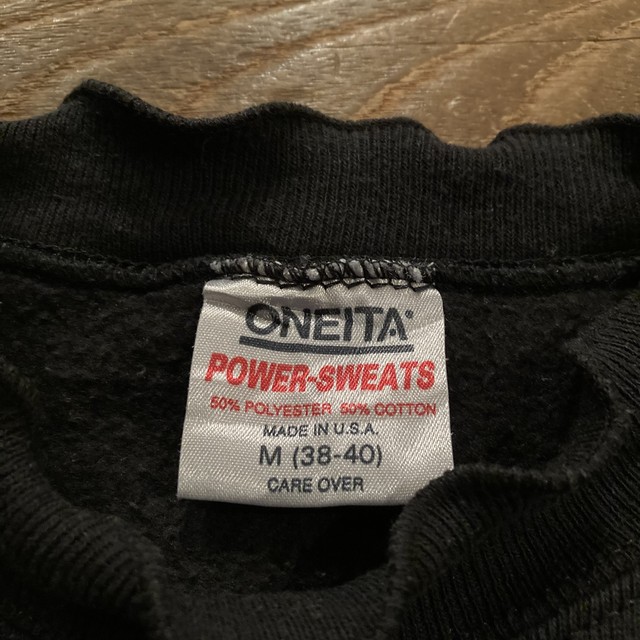 ONEITA®
POWER-SWEATS
50% POLYESTER 50% COTTON
MADE IN U.S.A.
M (38-40)
CARE OVER